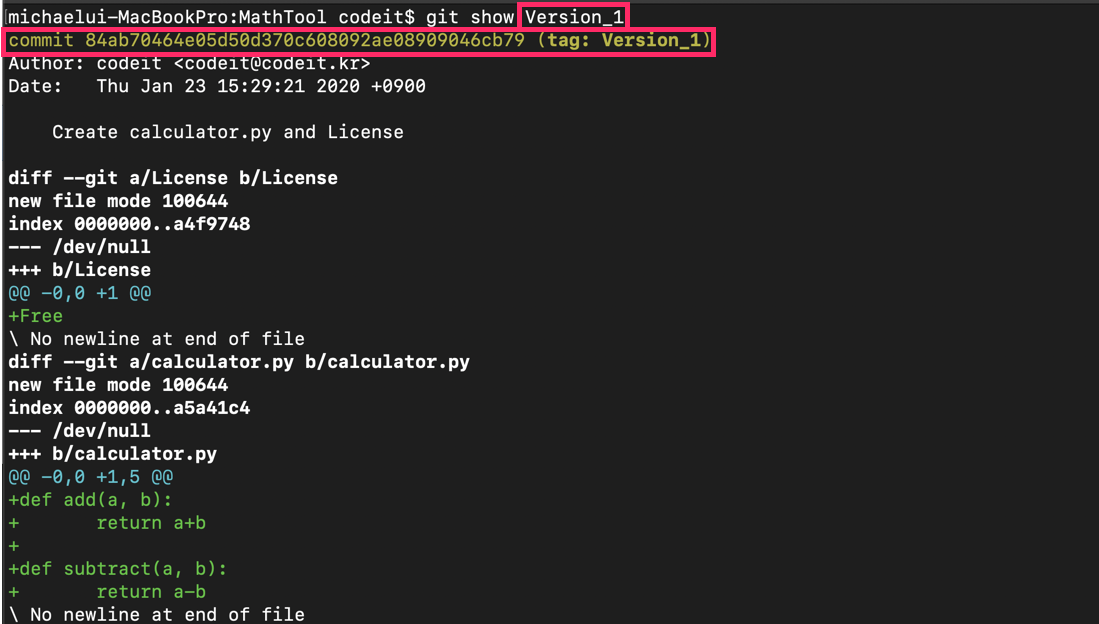 michaelui-MacBookPro:MathTool codeit$ git show Version_1
commit 84ab70464e05d50d370c608092ae08909046cb79 (tag: Version_1)
Author: codeit <codeit@codeit.kr>
Date:   Thu Jan 23 15:29:21 2020 +0900

    Create calculator.py and License

diff --git a/License b/License
new file mode 100644
index 0000000..a4f9748
--- /dev/null
+++ b/License
@@ -0,0 +1 @@
+Free
\ No newline at end of file
diff --git a/calculator.py b/calculator.py
new file mode 100644
index 0000000..a5a41c4
--- /dev/null
+++ b/calculator.py
@@ -0,0 +1,5 @@
+def add(a, b):
+       return a+b
+
+def subtract(a, b):
+       return a-b
\ No newline at end of file